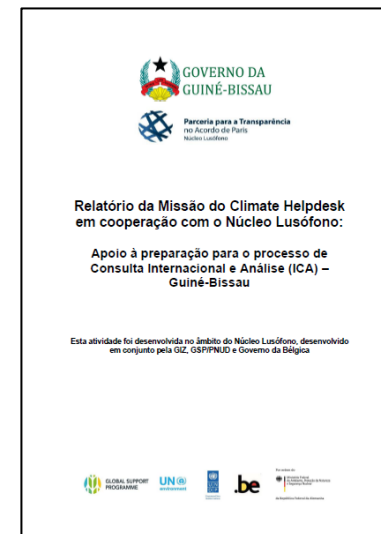 GOVERNO DA
GUINÉ-BISSAU
Parceria para a Transparência
no Acordo de Paris
Núcleo Lusófono
Relatório da Missão do Climate Helpdesk
em cooperação com o Núcleo Lusófono:
Apoio à preparação para o processo de
Consulta Internacional e Análise (ICA) –
Guiné-Bissau
Esta atividade foi desenvolvida no âmbito do Núcleo Lusófono, desenvolvido
em conjunto pela GIZ, GSP/PNUD e Governo da Bélgica
GLOBAL SUPPORT
PROGRAMME
UN
environment
.be